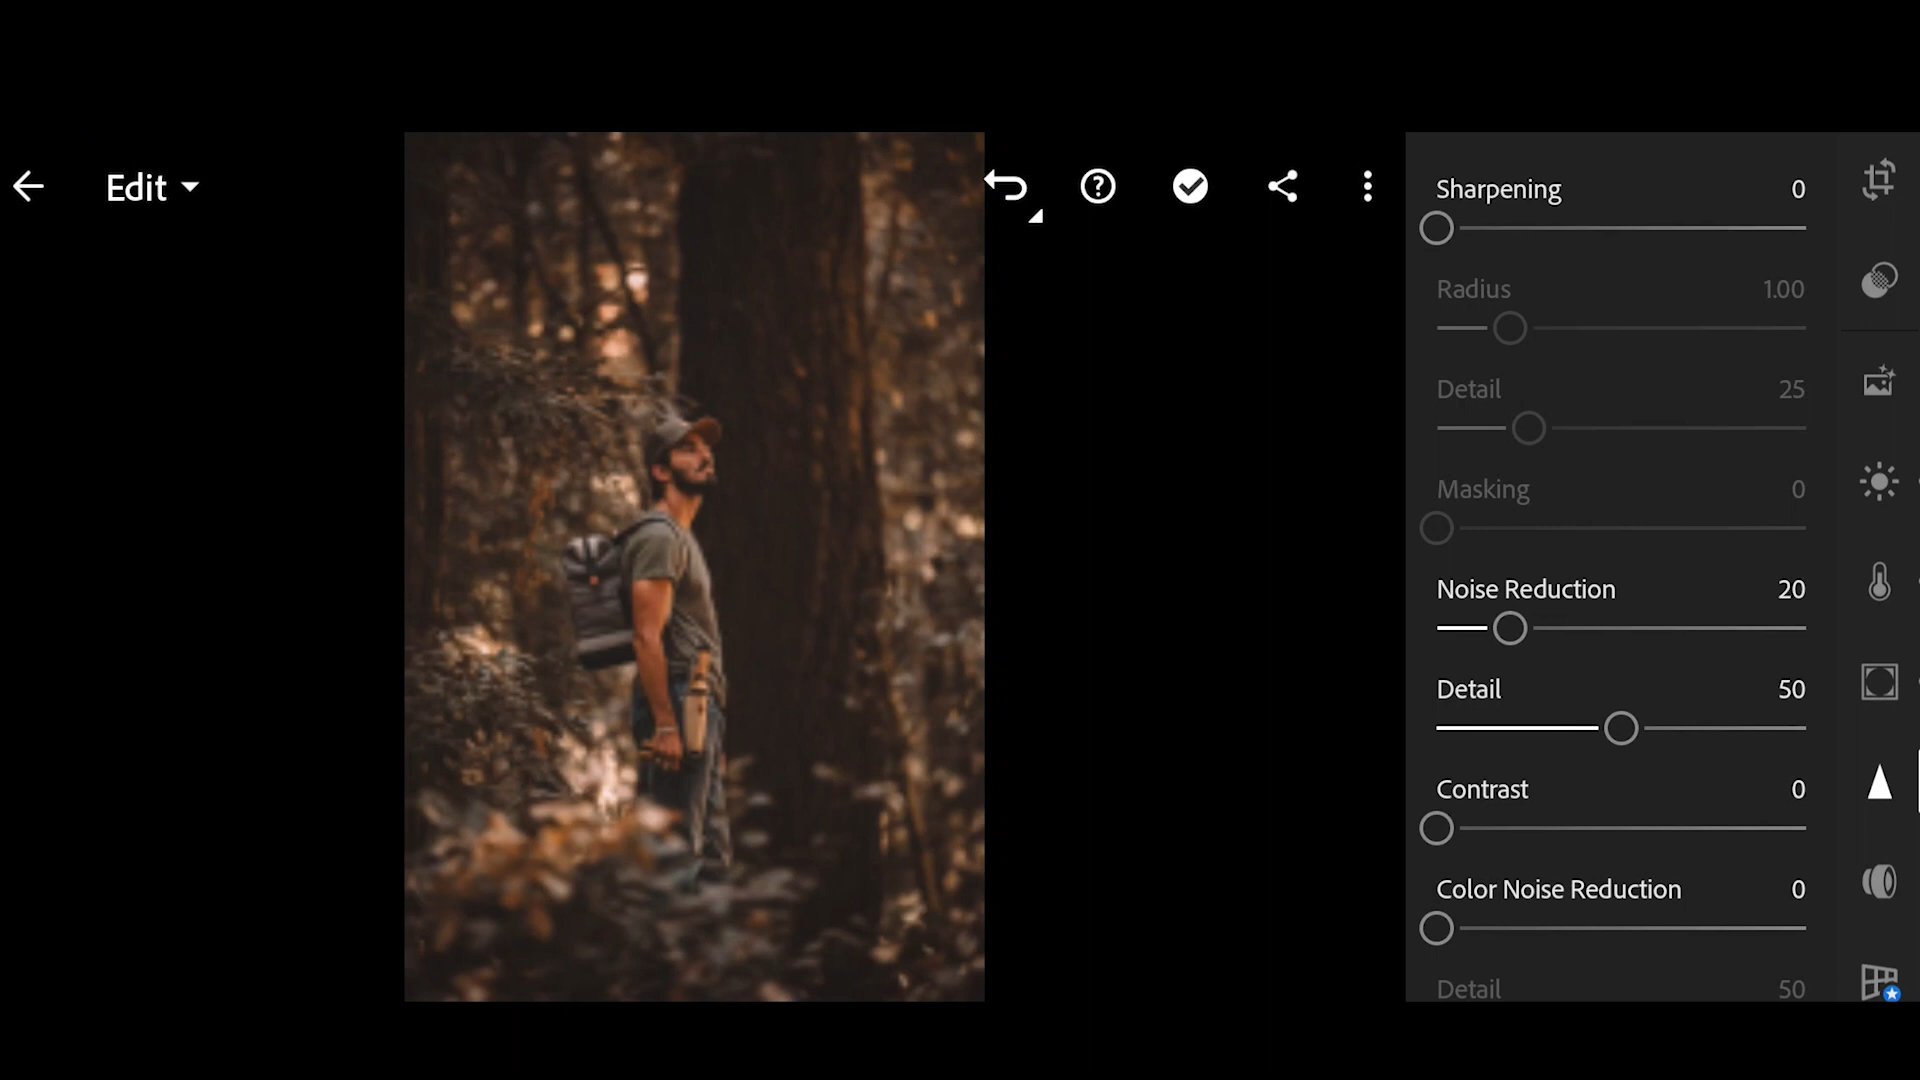 Edit
Sharpening 0
Radius 1.00
Detail 25
Masking 0
Noise Reduction 20
Detail 50
Contrast 0
Color Noise Reduction 0
Detail 50